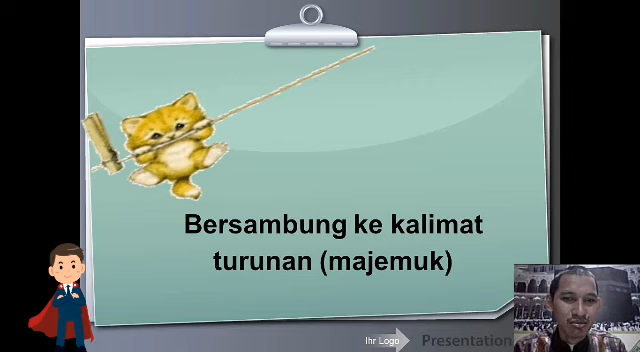 Bersambung ke kalimat
turunan (majemuk)
Ihr Logo
Presentation